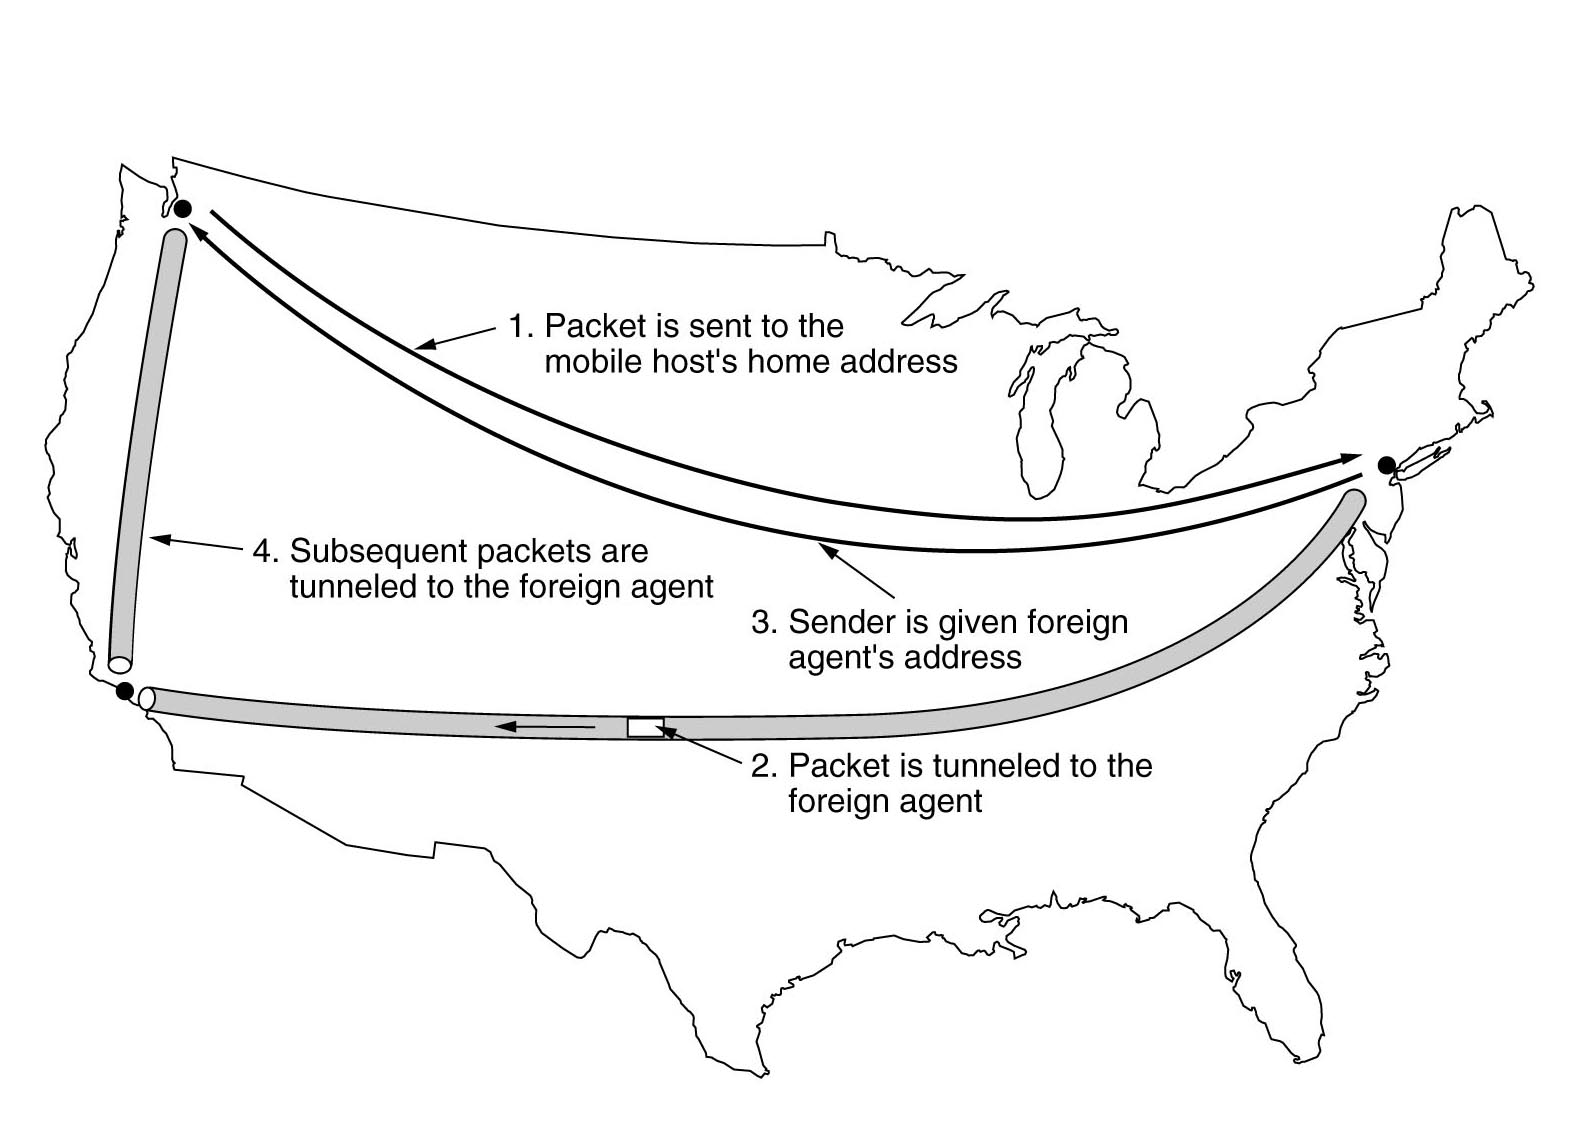 1. Packet is sent to the
mobile host's home address
4. Subsequent packets are
tunneled to the foreign agent
3. Sender is given foreign
agent's address
2. Packet is tunneled to the
foreign agent